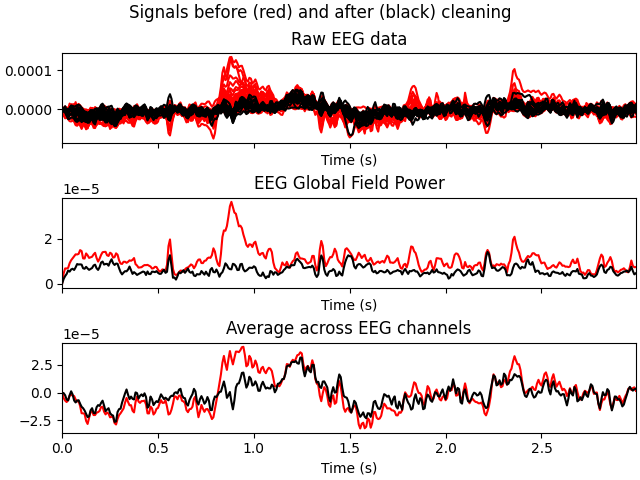 Signals before (red) and after (black) cleaning
Raw EEG data
0.0001
0.0000
Time (s)
EEG Global Field Power
1e−5
2
0
Time (s)
Average across EEG channels
1e−5
2.5
0.0
−2.5
0.0 0.5 1.0 1.5 2.0 2.5
Time (s)